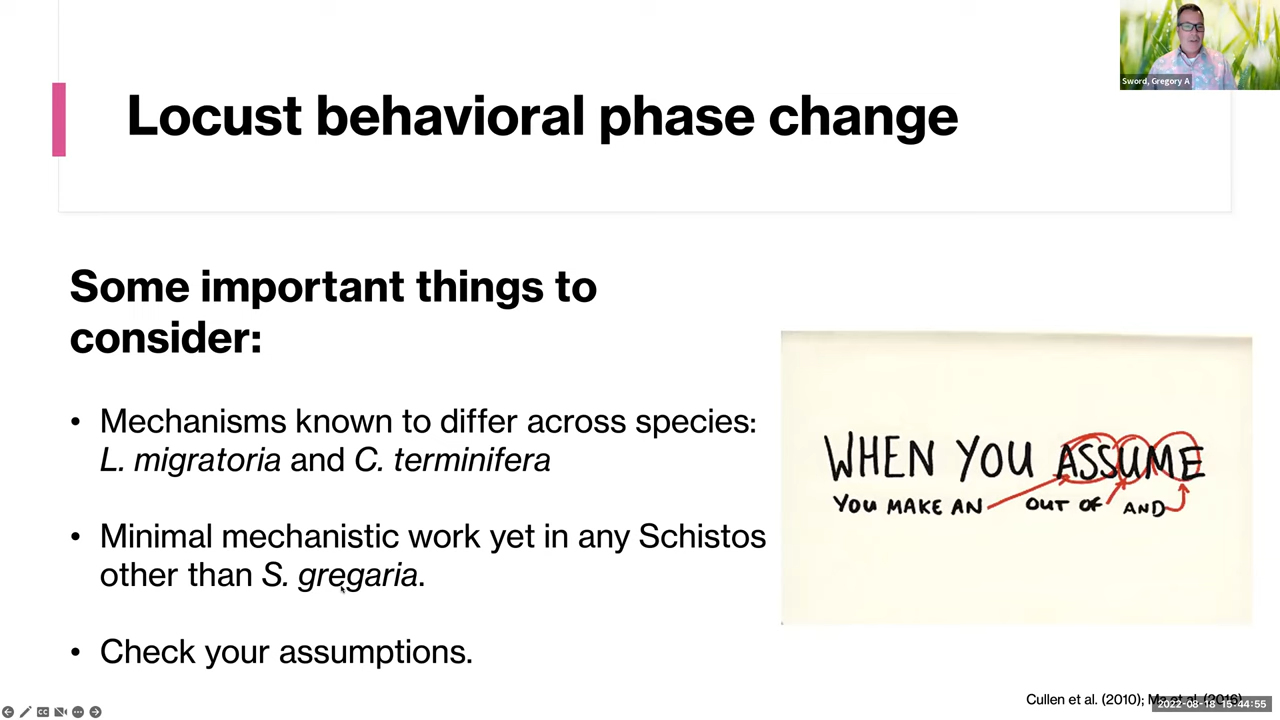 Sword, Gregory A
Locust behavioral phase change
Some important things to
consider:
• Mechanisms known to differ across species:
L. migratoria and C. terminifera
• Minimal mechanistic work yet in any Schistos
other than S. gregaria.
• Check your assumptions.
WHEN YOU ASSUME
YOU MAKE AN OUT OF AND
Cullen et al. (2010); Ma et al. (2016)
2022-08-18 15:44:55